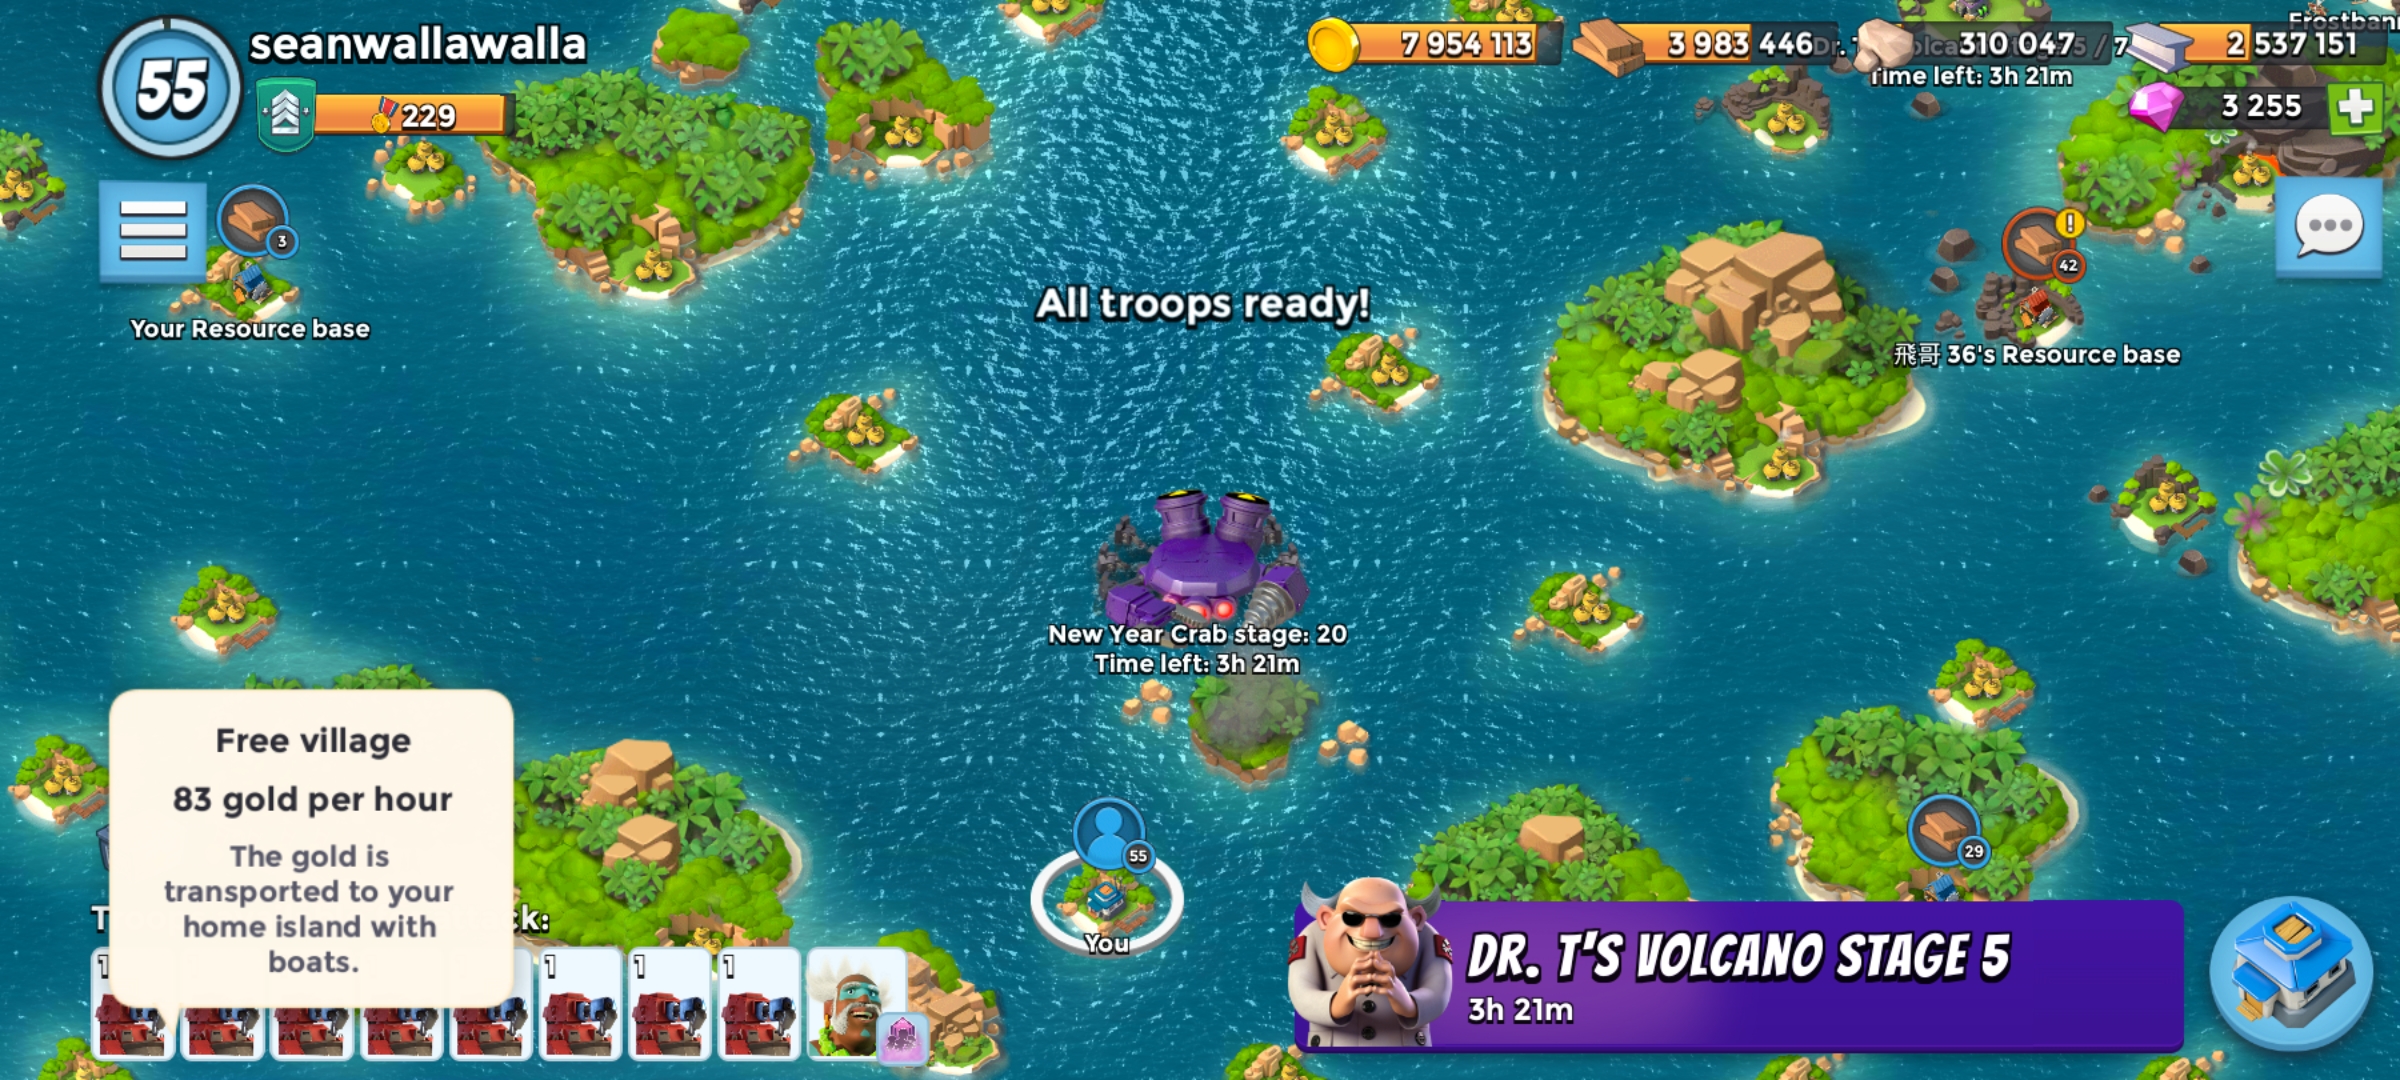 55
seanwallawalla
229
7 954 113
3 983 446
310 047
2 537 151
Time left: 3h 21m
3 255
3
Your Resource base
42
飛哥 36's Resource base
All troops ready!
New Year Crab stage: 20
Time left: 3h 21m
Free village
83 gold per hour
The gold is
transported to your
home island with
boats.
55
You
29
1
1
1
1
DR. T'S VOLCANO STAGE 5
3h 21m